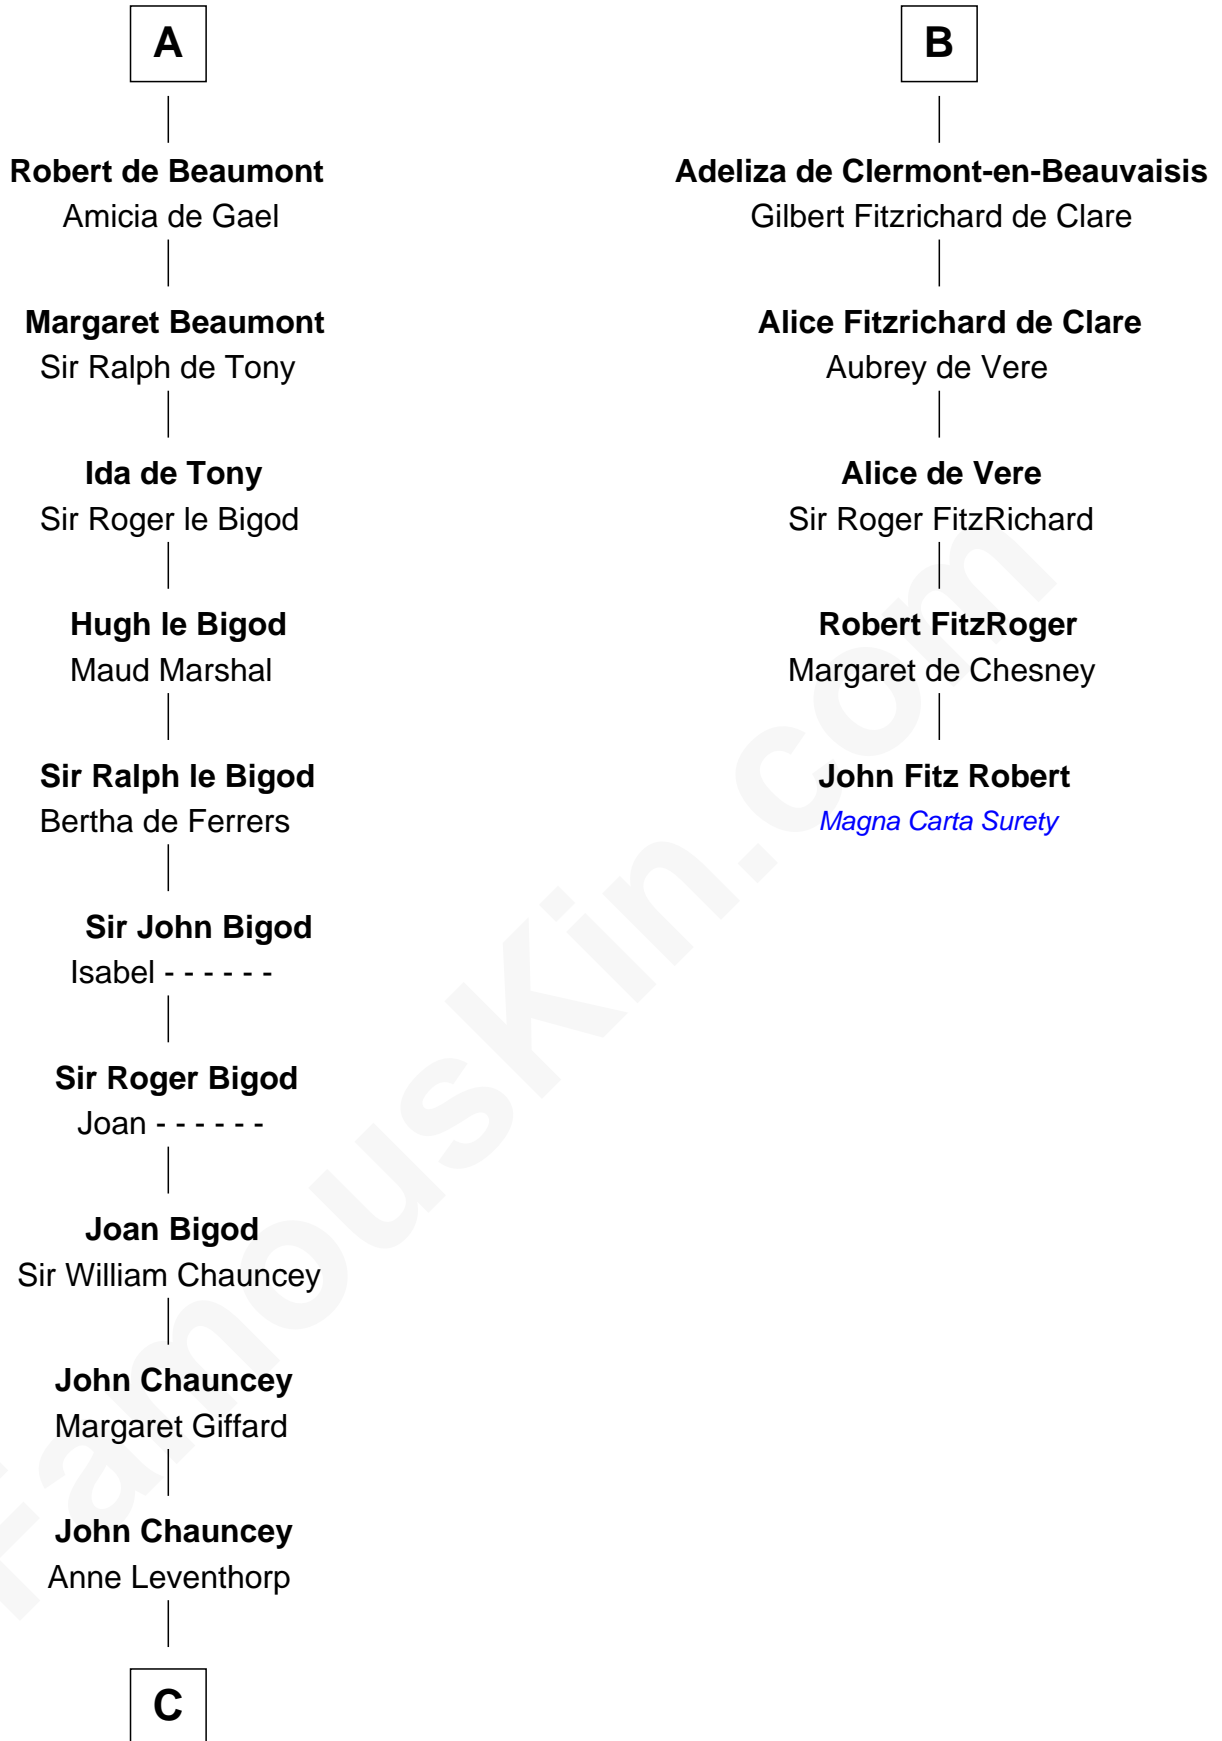 A
Robert de Beaumont
Amicia de Gael
Margaret Beaumont
Sir Ralph de Tony
Ida de Tony
Sir Roger le Bigod
Hugh le Bigod
Maud Marshal
Sir Ralph le Bigod
Bertha de Ferrers
Sir John Bigod
Isabel - - - - - -
Sir Roger Bigod
Joan - - - - - -
Joan Bigod
Sir William Chauncey
John Chauncey
Margaret Giffard
John Chauncey
Anne Leventhorp
C
B
Adeliza de Clermont-en-Beauvaisis
Gilbert Fitzrichard de Clare
Alice Fitzrichard de Clare
Aubrey de Vere
Alice de Vere
Sir Roger FitzRichard
Robert FitzRoger
Margaret de Chesney
John Fitz Robert
Magna Carta Surety
FamousKin.com